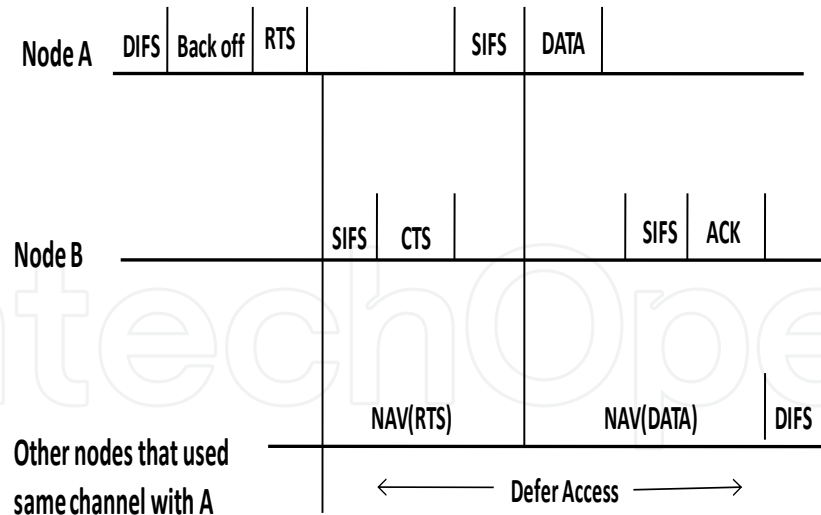 Node A DIFS Back off RTS SIFS DATA
Node B SIFS CTS SIFS ACK
NAV(RTS) NAV(DATA) DIFS
Other nodes that used
same channel with A
Defer Access
ntechOpe